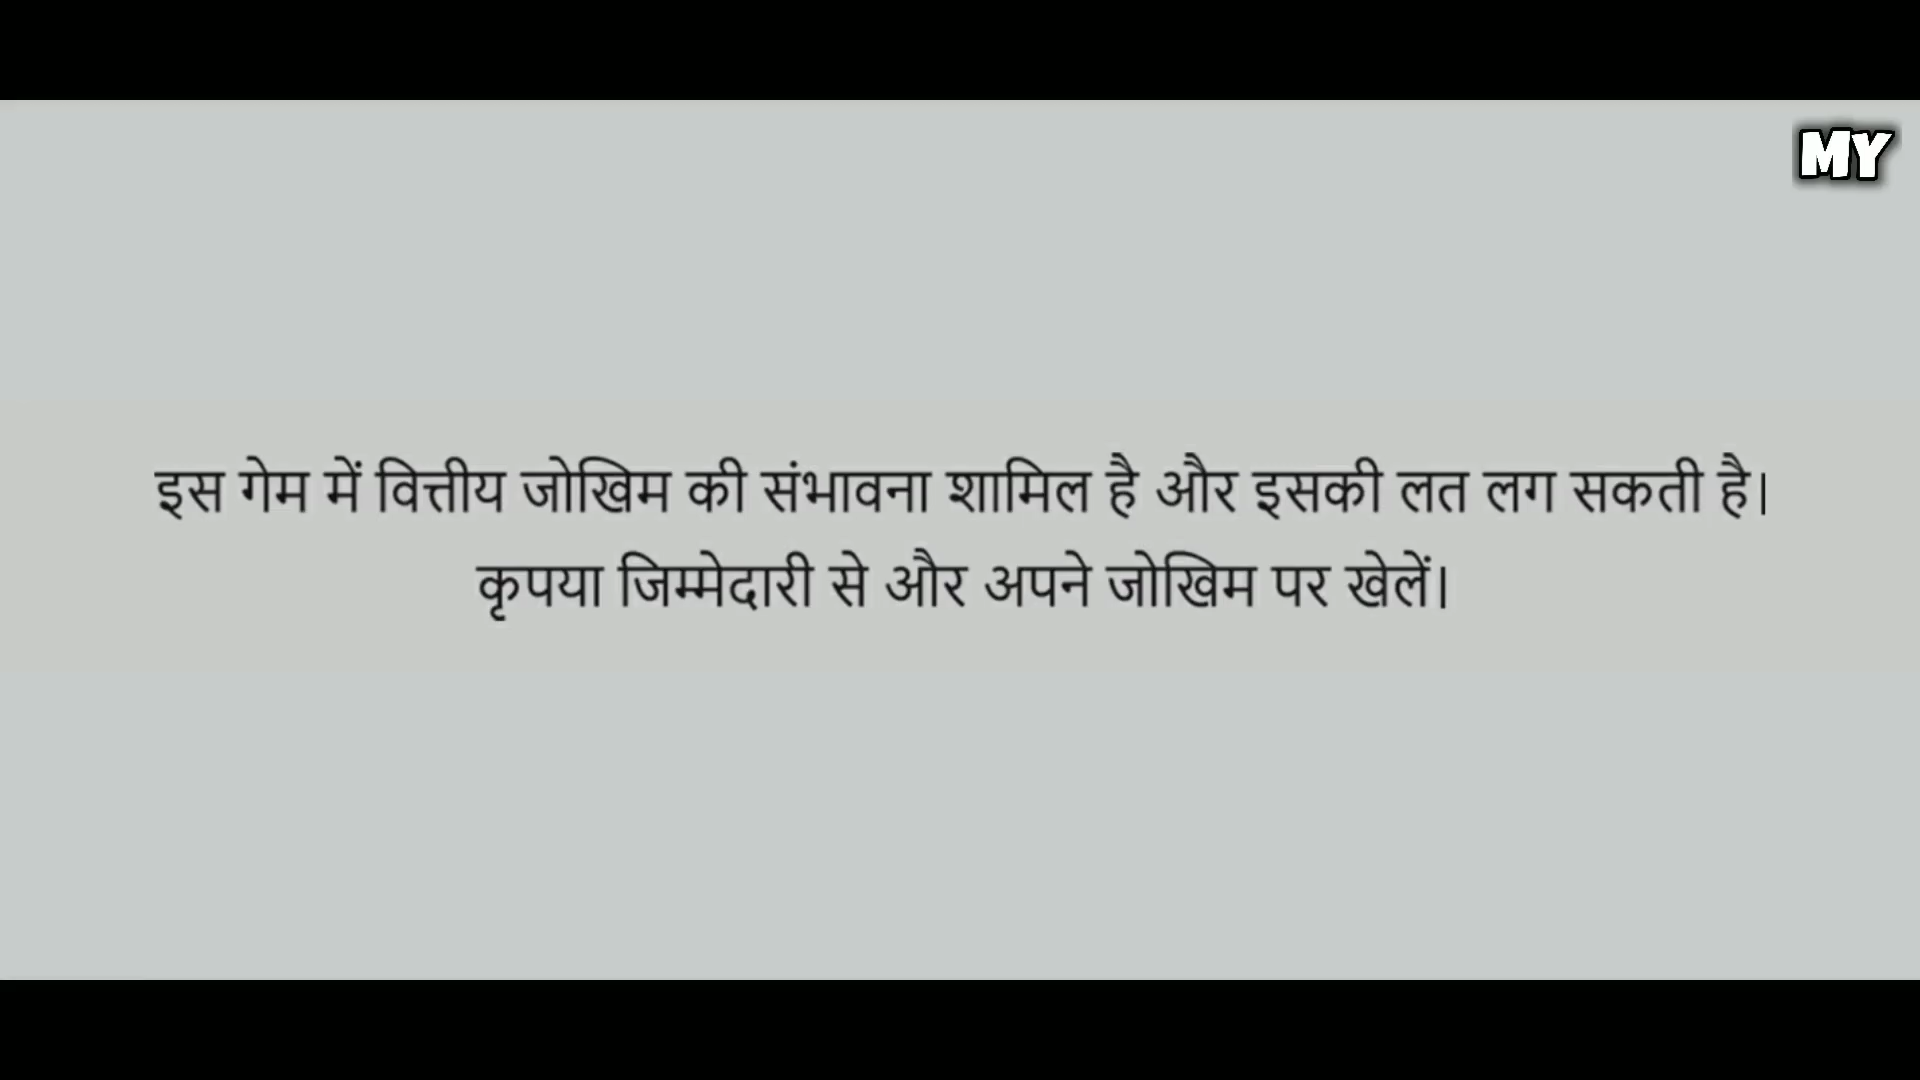 MY
इस गेम में वित्तीय जोखिम की संभावना शामिल है और इसकी लत लग सकती है।
कृपया जिम्मेदारी से और अपने जोखिम पर खेलें।